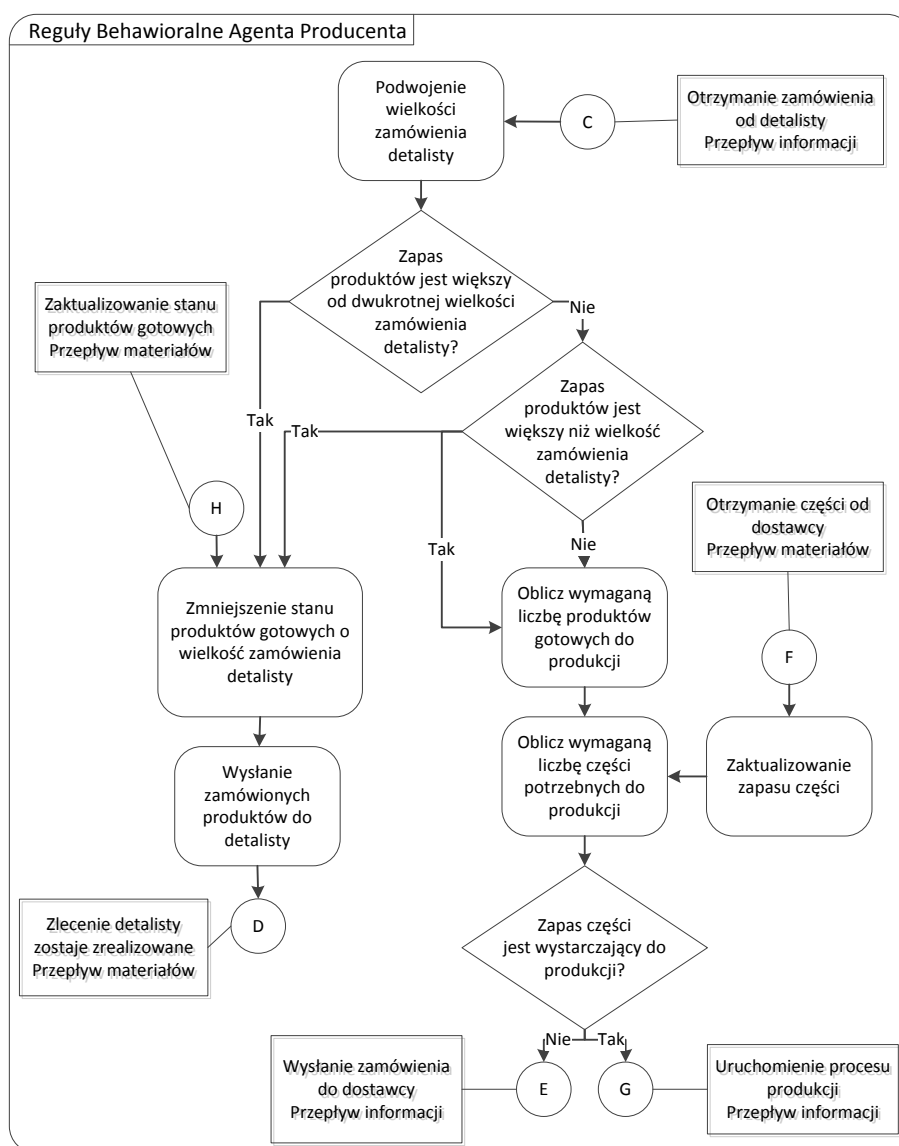 Reguły Behawioralne Agenta Producenta
Podwojenie
wielkości
zamówienia
detalisty
C
Otrzymanie zamówienia
od detalisty
Przepływ informacji
Zapas
produktów jest większy
od dwukrotnej wielkości
zamówienia
detalisty?
Zaktualizowanie stanu
produktów gotowych
Przepływ materiałów
Nie
Tak
Zapas
produktów jest
większy niż wielkość
zamówienia
detalisty?
Tak
H
Otrzymanie części od
dostawcy
Przepływ materiałów
Tak
Nie
Zmniejszenie stanu
produktów gotowych o
wielkość zamówienia
detalisty
Oblicz wymaganą
liczbę produktów
gotowych do
produkcji
F
Wysłanie
zamówionych
produktów do
detalisty
Oblicz wymaganą
liczbę części
potrzebnych do
produkcji
Zaktualizowanie
zapasu części
Zlecenie detalisty
zostaje zrealizowane
Przepływ materiałów
D
Zapas części
jest wystarczający do
produkcji?
Nie
Tak
Wysłanie zamówienia
do dostawcy
Przepływ informacji
E
G
Uruchomienie procesu
produkcji
Przepływ informacji